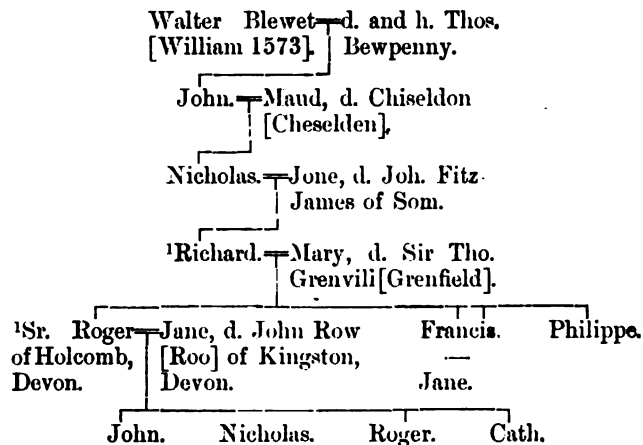 Walter Blewet d. and h. Thos.
[William 1573]. Bewpenny.
John. Maud, d. Chiseldon
[Cheselden].
Nicholas. Jone, d. Joh. Fitz
James of Som.
¹Richard. Mary, d. Sir Tho.
Grenvili [Grenfield].
¹Sr. Roger Jane, d. John Row Francis. Philippe.
of Holcomb, [Roo] of Kingston, —
Devon. Devon. Jane.
John. Nicholas. Roger. Cath.